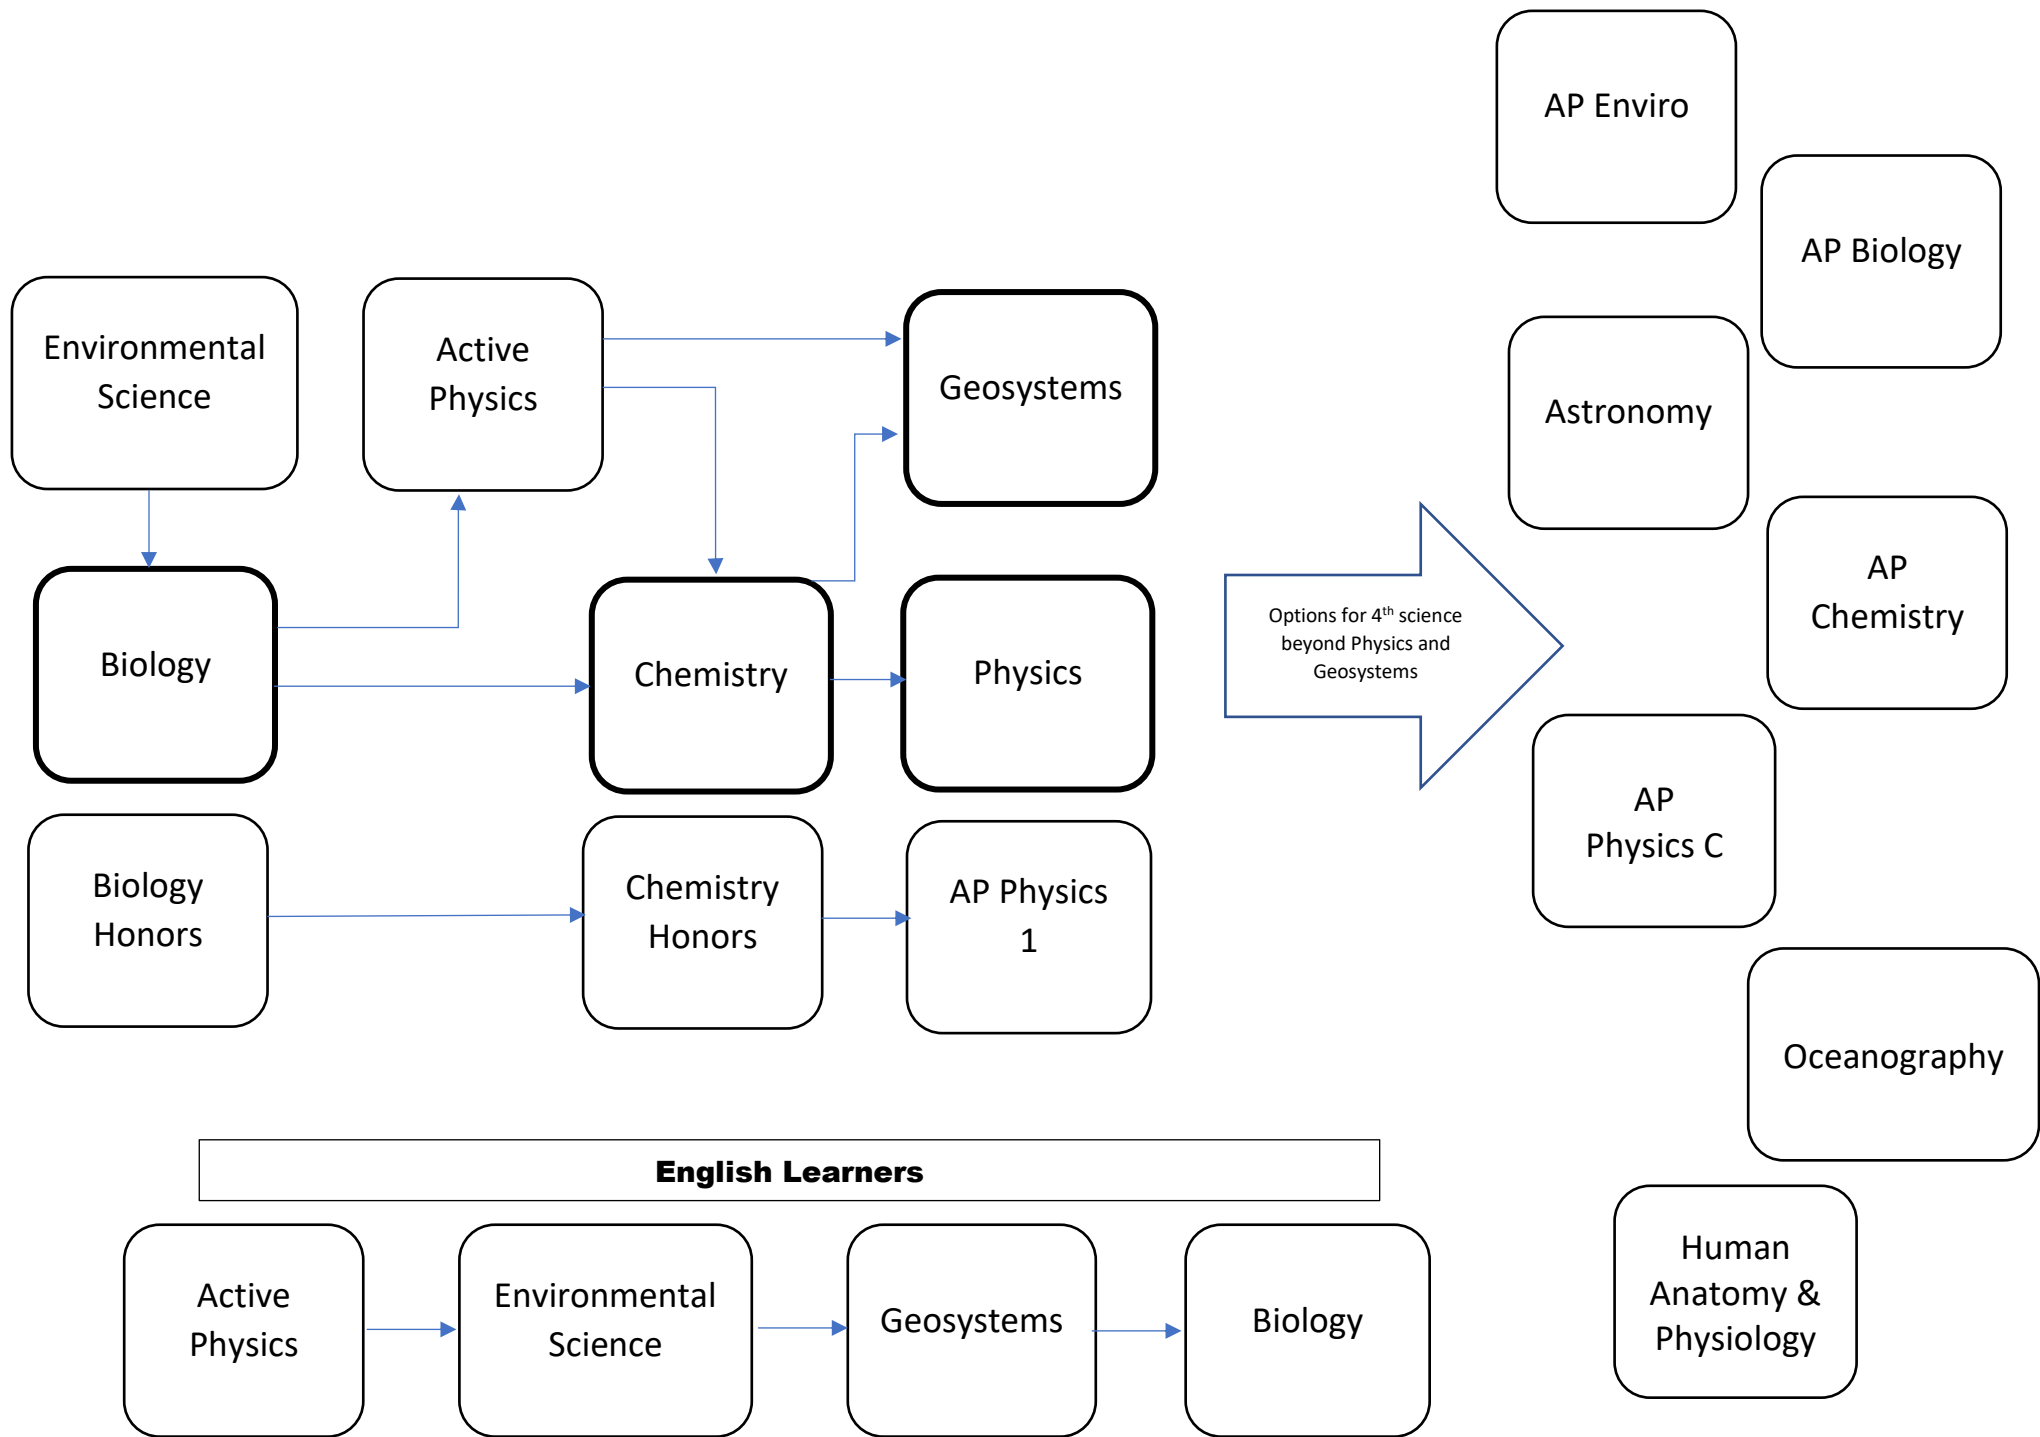 AP Enviro
AP Biology
Environmental
Science
Active
Physics
Geosystems
Astronomy
Biology
Chemistry
Physics
Options for 4th science
beyond Physics and
Geosystems
AP
Chemistry
Biology
Honors
Chemistry
Honors
AP Physics
1
AP
Physics C
Oceanography
English Learners
Active
Physics
Environmental
Science
Geosystems
Biology
Human
Anatomy &
Physiology